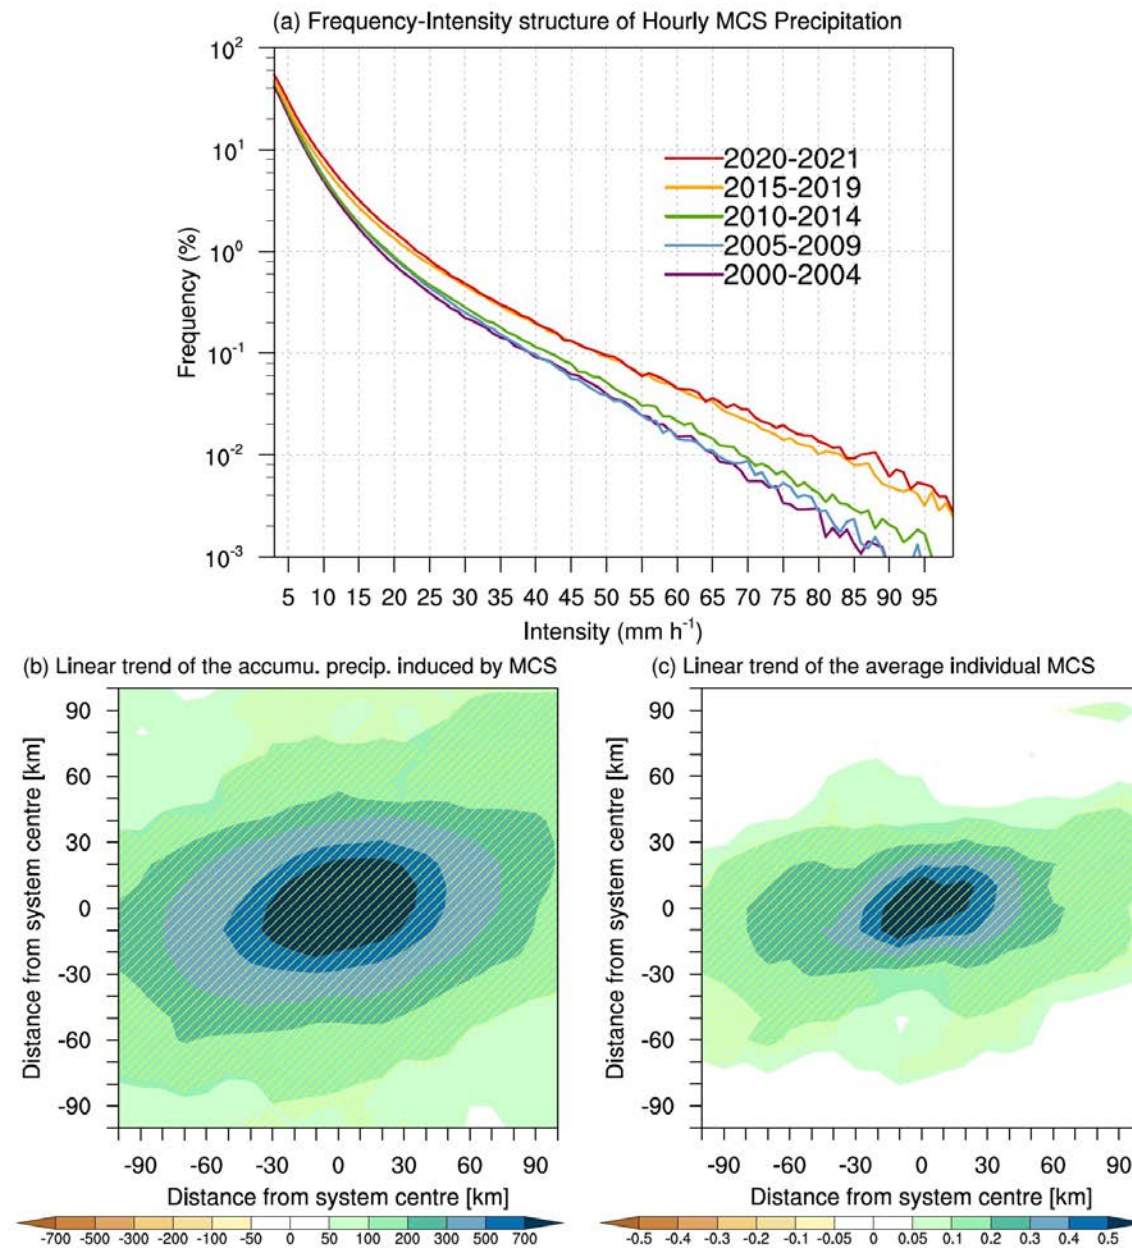 (a) Frequency-Intensity structure of Hourly MCS Precipitation
10²
10¹
10⁰
10⁻¹
10⁻²
10⁻³
Frequency (%)
2020-2021
2015-2019
2010-2014
2005-2009
2000-2004
5 10 15 20 25 30 35 40 45 50 55 60 65 70 75 80 85 90 95
Intensity (mm h⁻¹)
(b) Linear trend of the accumu. precip. induced by MCS
90
60
30
0
-30
-60
-90
Distance from system centre [km]
-90 -60 -30 0 30 60 90
Distance from system centre [km]
-700 -500 -300 -200 -100 -50 0 50 100 200 300 500 700
(c) Linear trend of the average individual MCS
90
60
30
0
-30
-60
-90
Distance from system centre [km]
-90 -60 -30 0 30 60 90
Distance from system centre [km]
-0.5 -0.4 -0.3 -0.2 -0.1 -0.05 0 0.05 0.1 0.2 0.3 0.4 0.5